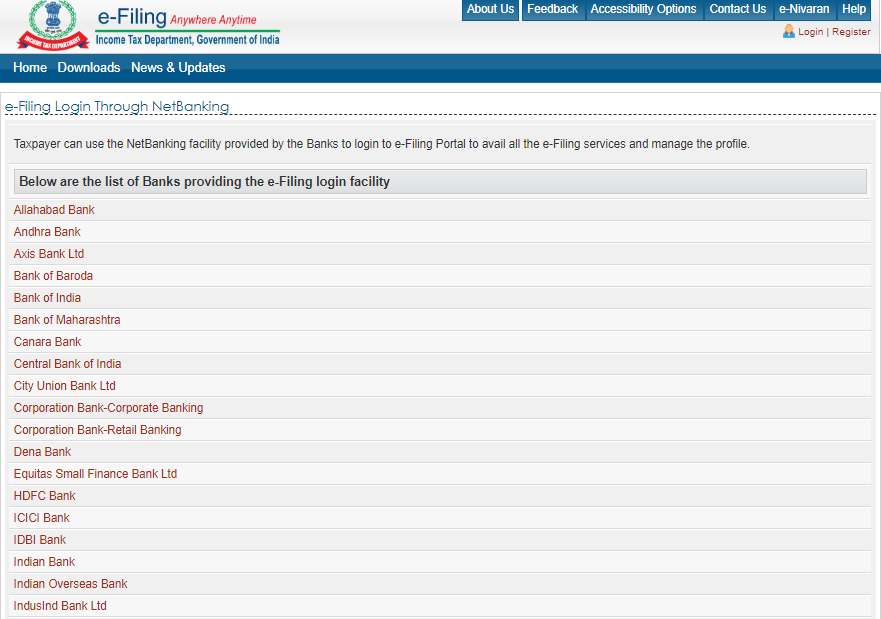 About Us Feedback Accessibility Options Contact Us e-Nivaran Help
e-Filing Anywhere Anytime
Income Tax Department, Government of India
INCOME TAX DEPARTMENT
Login | Register
Home Downloads News & Updates
e-Filing Login Through NetBanking
Taxpayer can use the NetBanking facility provided by the Banks to login to e-Filing Portal to avail all the e-Filing services and manage the profile.
Below are the list of Banks providing the e-Filing login facility
Allahabad Bank
Andhra Bank
Axis Bank Ltd
Bank of Baroda
Bank of India
Bank of Maharashtra
Canara Bank
Central Bank of India
City Union Bank Ltd
Corporation Bank-Corporate Banking
Corporation Bank-Retail Banking
Dena Bank
Equitas Small Finance Bank Ltd
HDFC Bank
ICICI Bank
IDBI Bank
Indian Bank
Indian Overseas Bank
IndusInd Bank Ltd